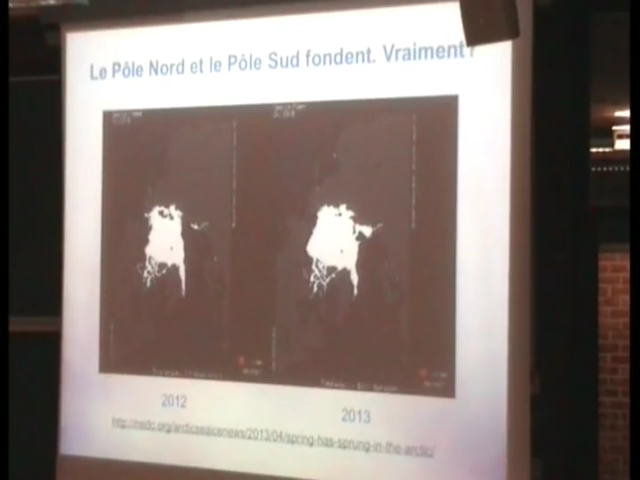 Le Pôle Nord et le Pôle Sud fondent. Vraiment?
2012
2013
http://nsidc.org/arcticseaicenews/2013/04/spring-has-sprung-in-the-arctic/